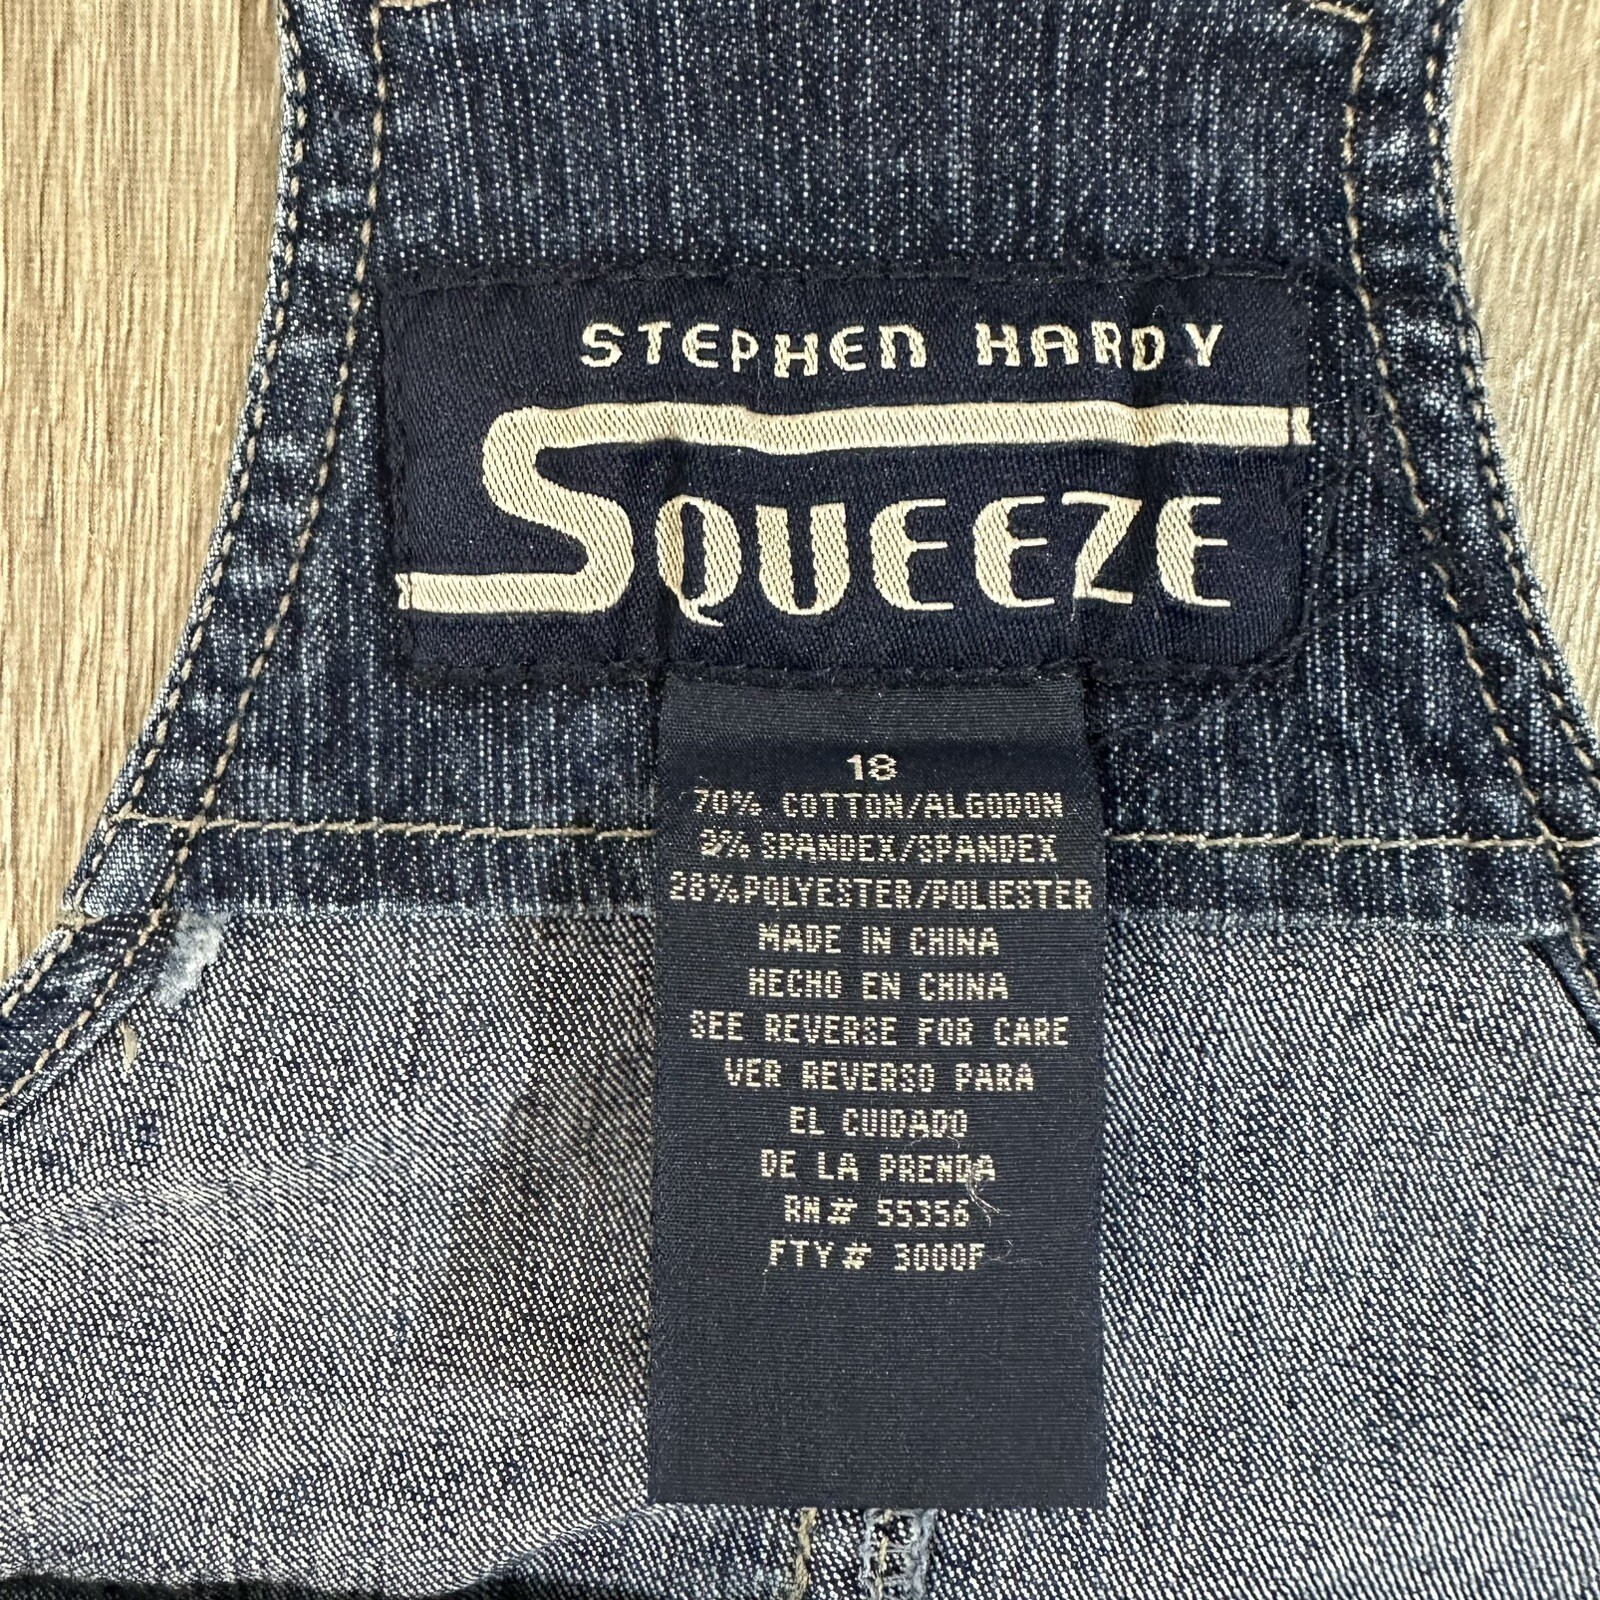 STEPHEN HARDY
SQUEEZE
18
70% COTTON/ALGODON
2% SPANDEX/SPANDEX
28% POLYESTER/POLIESTER
MADE IN CHINA
HECHO EN CHINA
SEE REVERSE FOR CARE
VER REVERSO PARA
EL CUIDADO
DE LA PRENDA
RN# 55356
FTY# 3000F